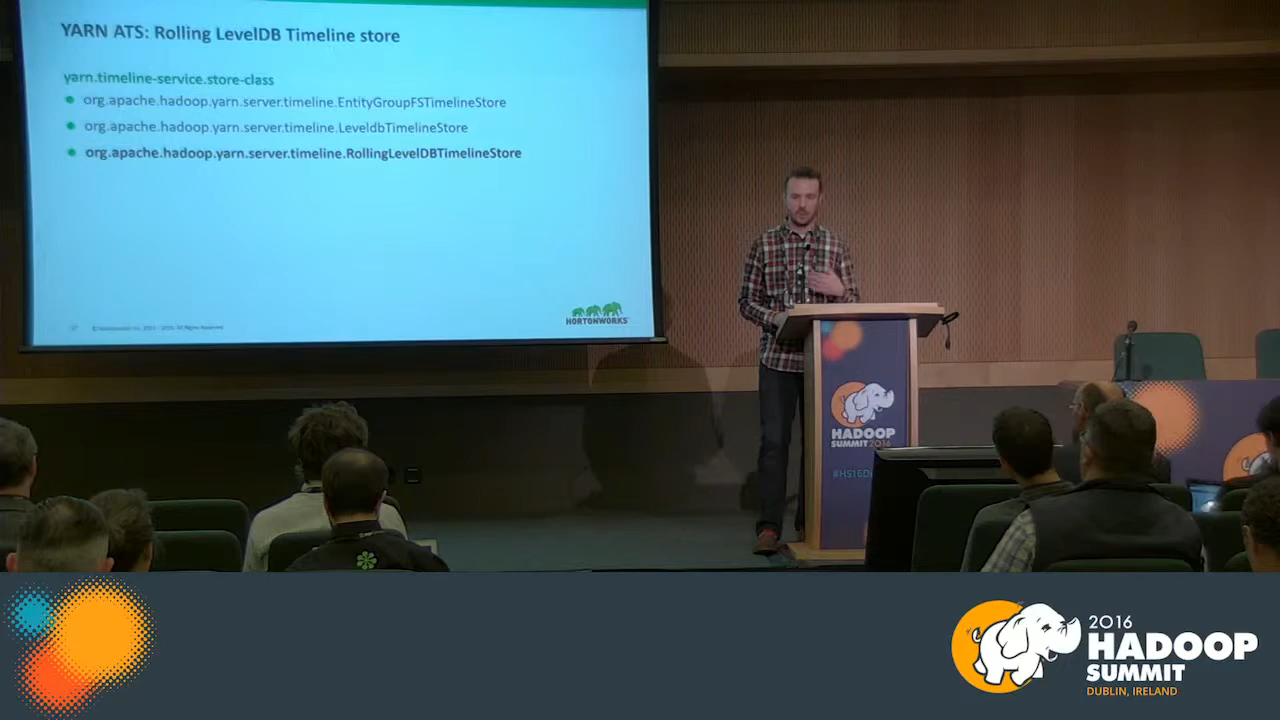 YARN ATS: Rolling LevelDB Timeline store
yarn.timeline-service.store-class
org.apache.hadoop.yarn.server.timeline.EntityGroupFSTimelineStore
org.apache.hadoop.yarn.server.timeline.LeveldbTimelineStore
org.apache.hadoop.yarn.server.timeline.RollingLevelDBTimelineStore
HORTONWORKS
HADOOP
SUMMIT 2016
2016
HADOOP
SUMMIT
DUBLIN, IRELAND